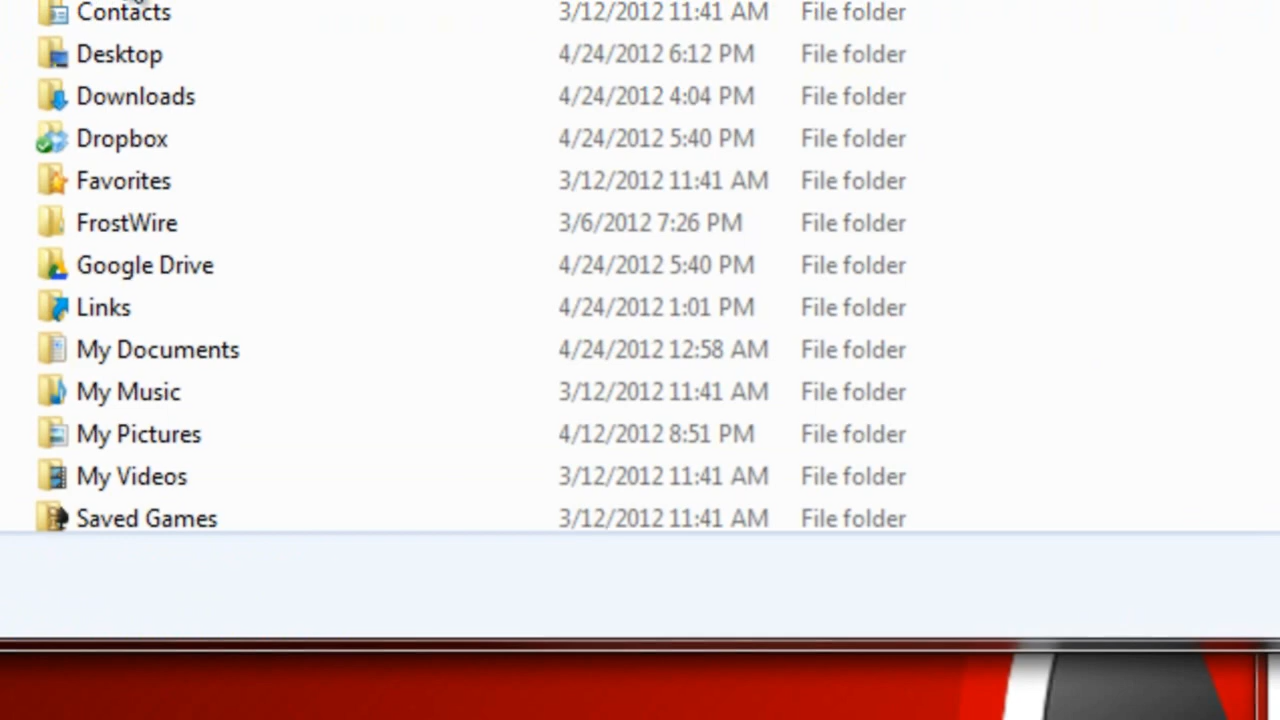 Contacts 3/12/2012 11:41 AM File folder
Desktop 4/24/2012 6:12 PM File folder
Downloads 4/24/2012 4:04 PM File folder
Dropbox 4/24/2012 5:40 PM File folder
Favorites 3/12/2012 11:41 AM File folder
FrostWire 3/6/2012 7:26 PM File folder
Google Drive 4/24/2012 5:40 PM File folder
Links 4/24/2012 1:01 PM File folder
My Documents 4/24/2012 12:58 AM File folder
My Music 3/12/2012 11:41 AM File folder
My Pictures 4/12/2012 8:51 PM File folder
My Videos 3/12/2012 11:41 AM File folder
Saved Games 3/12/2012 11:41 AM File folder